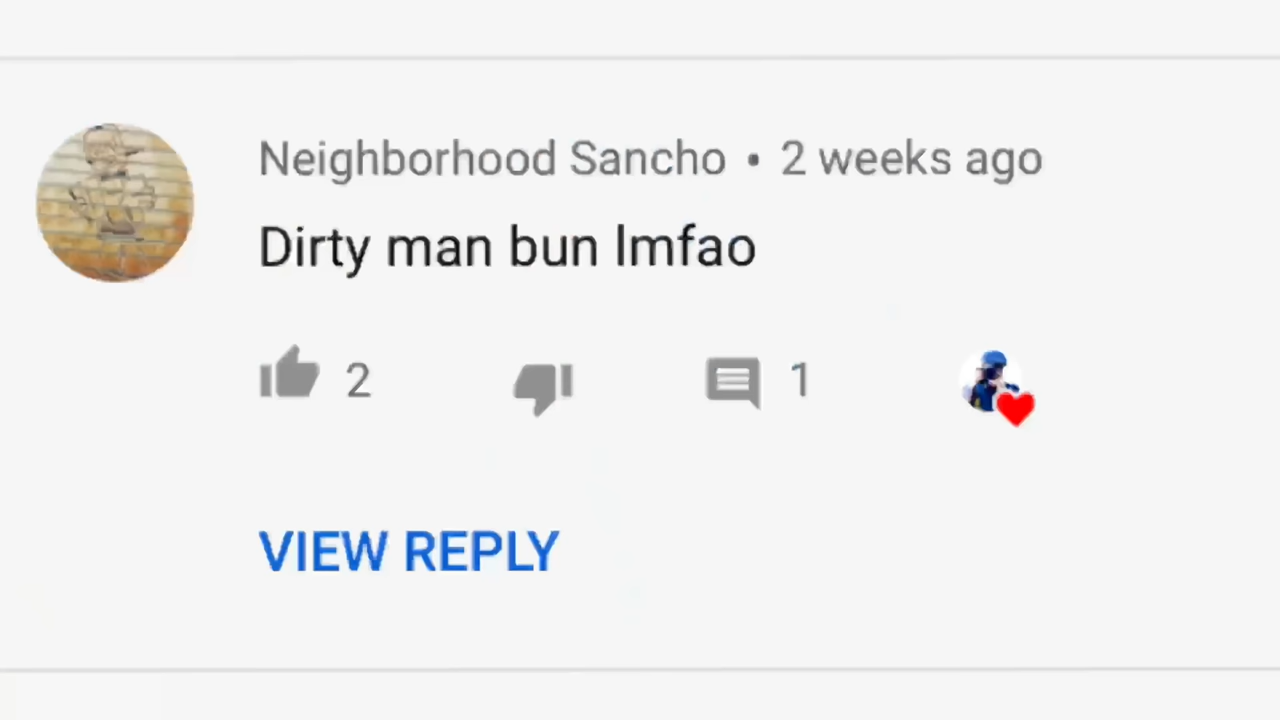 Neighborhood Sancho • 2 weeks ago
Dirty man bun lmfao
2 1
VIEW REPLY